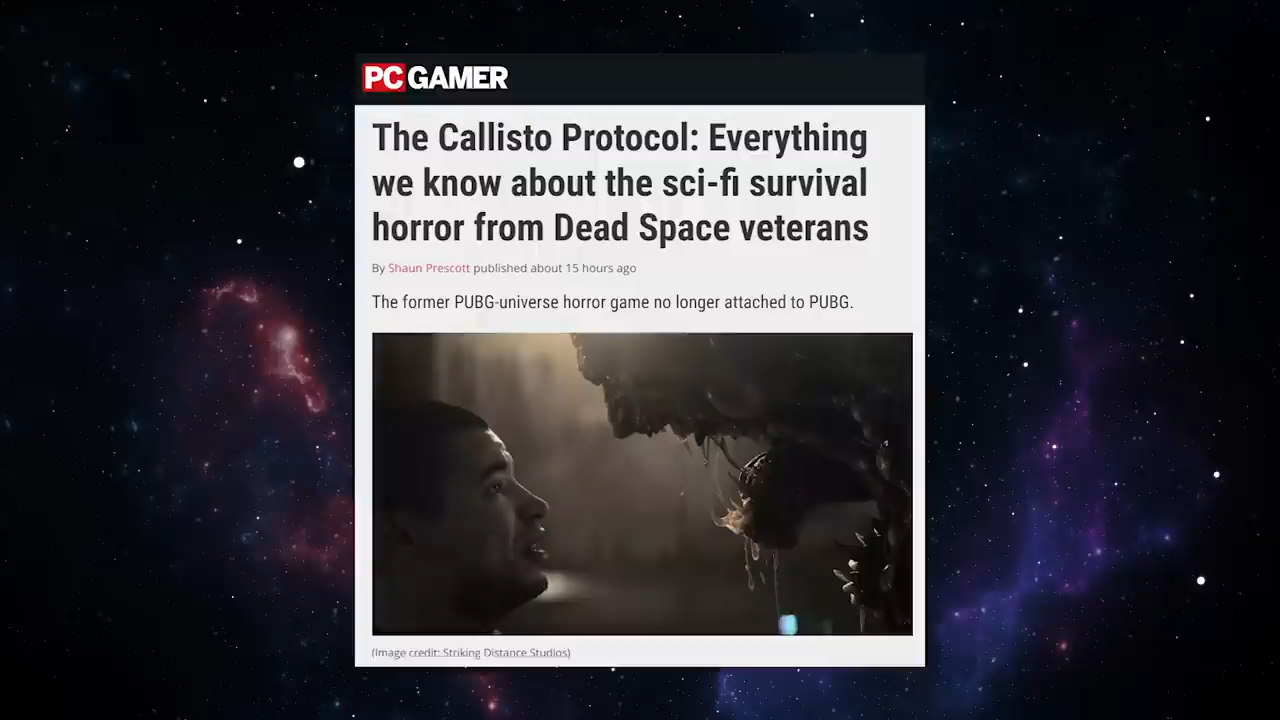 PC GAMER
The Callisto Protocol: Everything
we know about the sci-fi survival
horror from Dead Space veterans
By Shaun Prescott published about 15 hours ago
The former PUBG-universe horror game no longer attached to PUBG.
(Image credit: Striking Distance Studios)